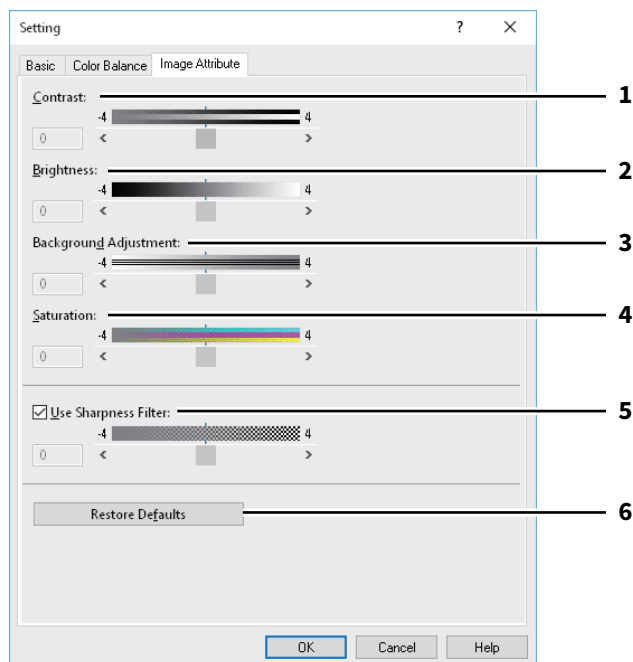 Setting ?
Basic Color Balance Image Attribute
Contrast: 1
-4 4
0 < >
Brightness: 2
-4 4
0 < >
Background Adjustment: 3
-4 4
0 < >
Saturation: 4
-4 4
0 < >
Use Sharpness Filter: 5
-4 4
0 < >
Restore Defaults 6
OK Cancel Help